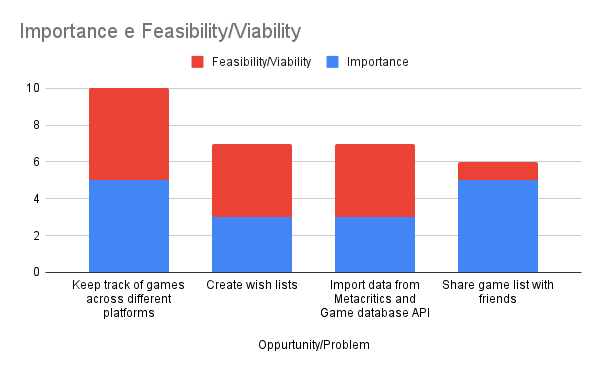 Importance e Feasibility/Viability
Feasibility/Viability Importance
10
8
6
4
2
0
Keep track of games
across different
platforms
Create wish lists
Import data from
Metacritics and
Game database API
Share game list with
friends
Oppurtunity/Problem